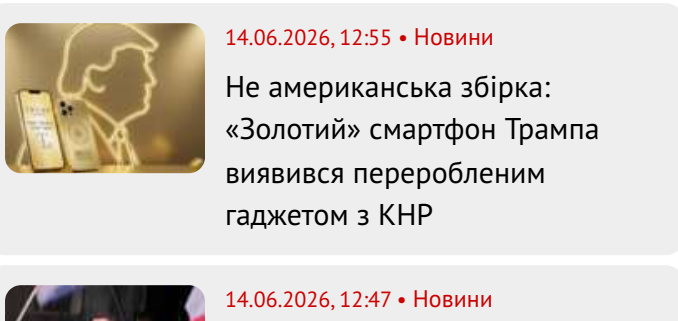 14.06.2026, 12:55 • Новини
Не американська збірка:
«Золотий» смартфон Трампа
виявився переробленим
гаджетом з КНР
14.06.2026, 12:47 • Новини